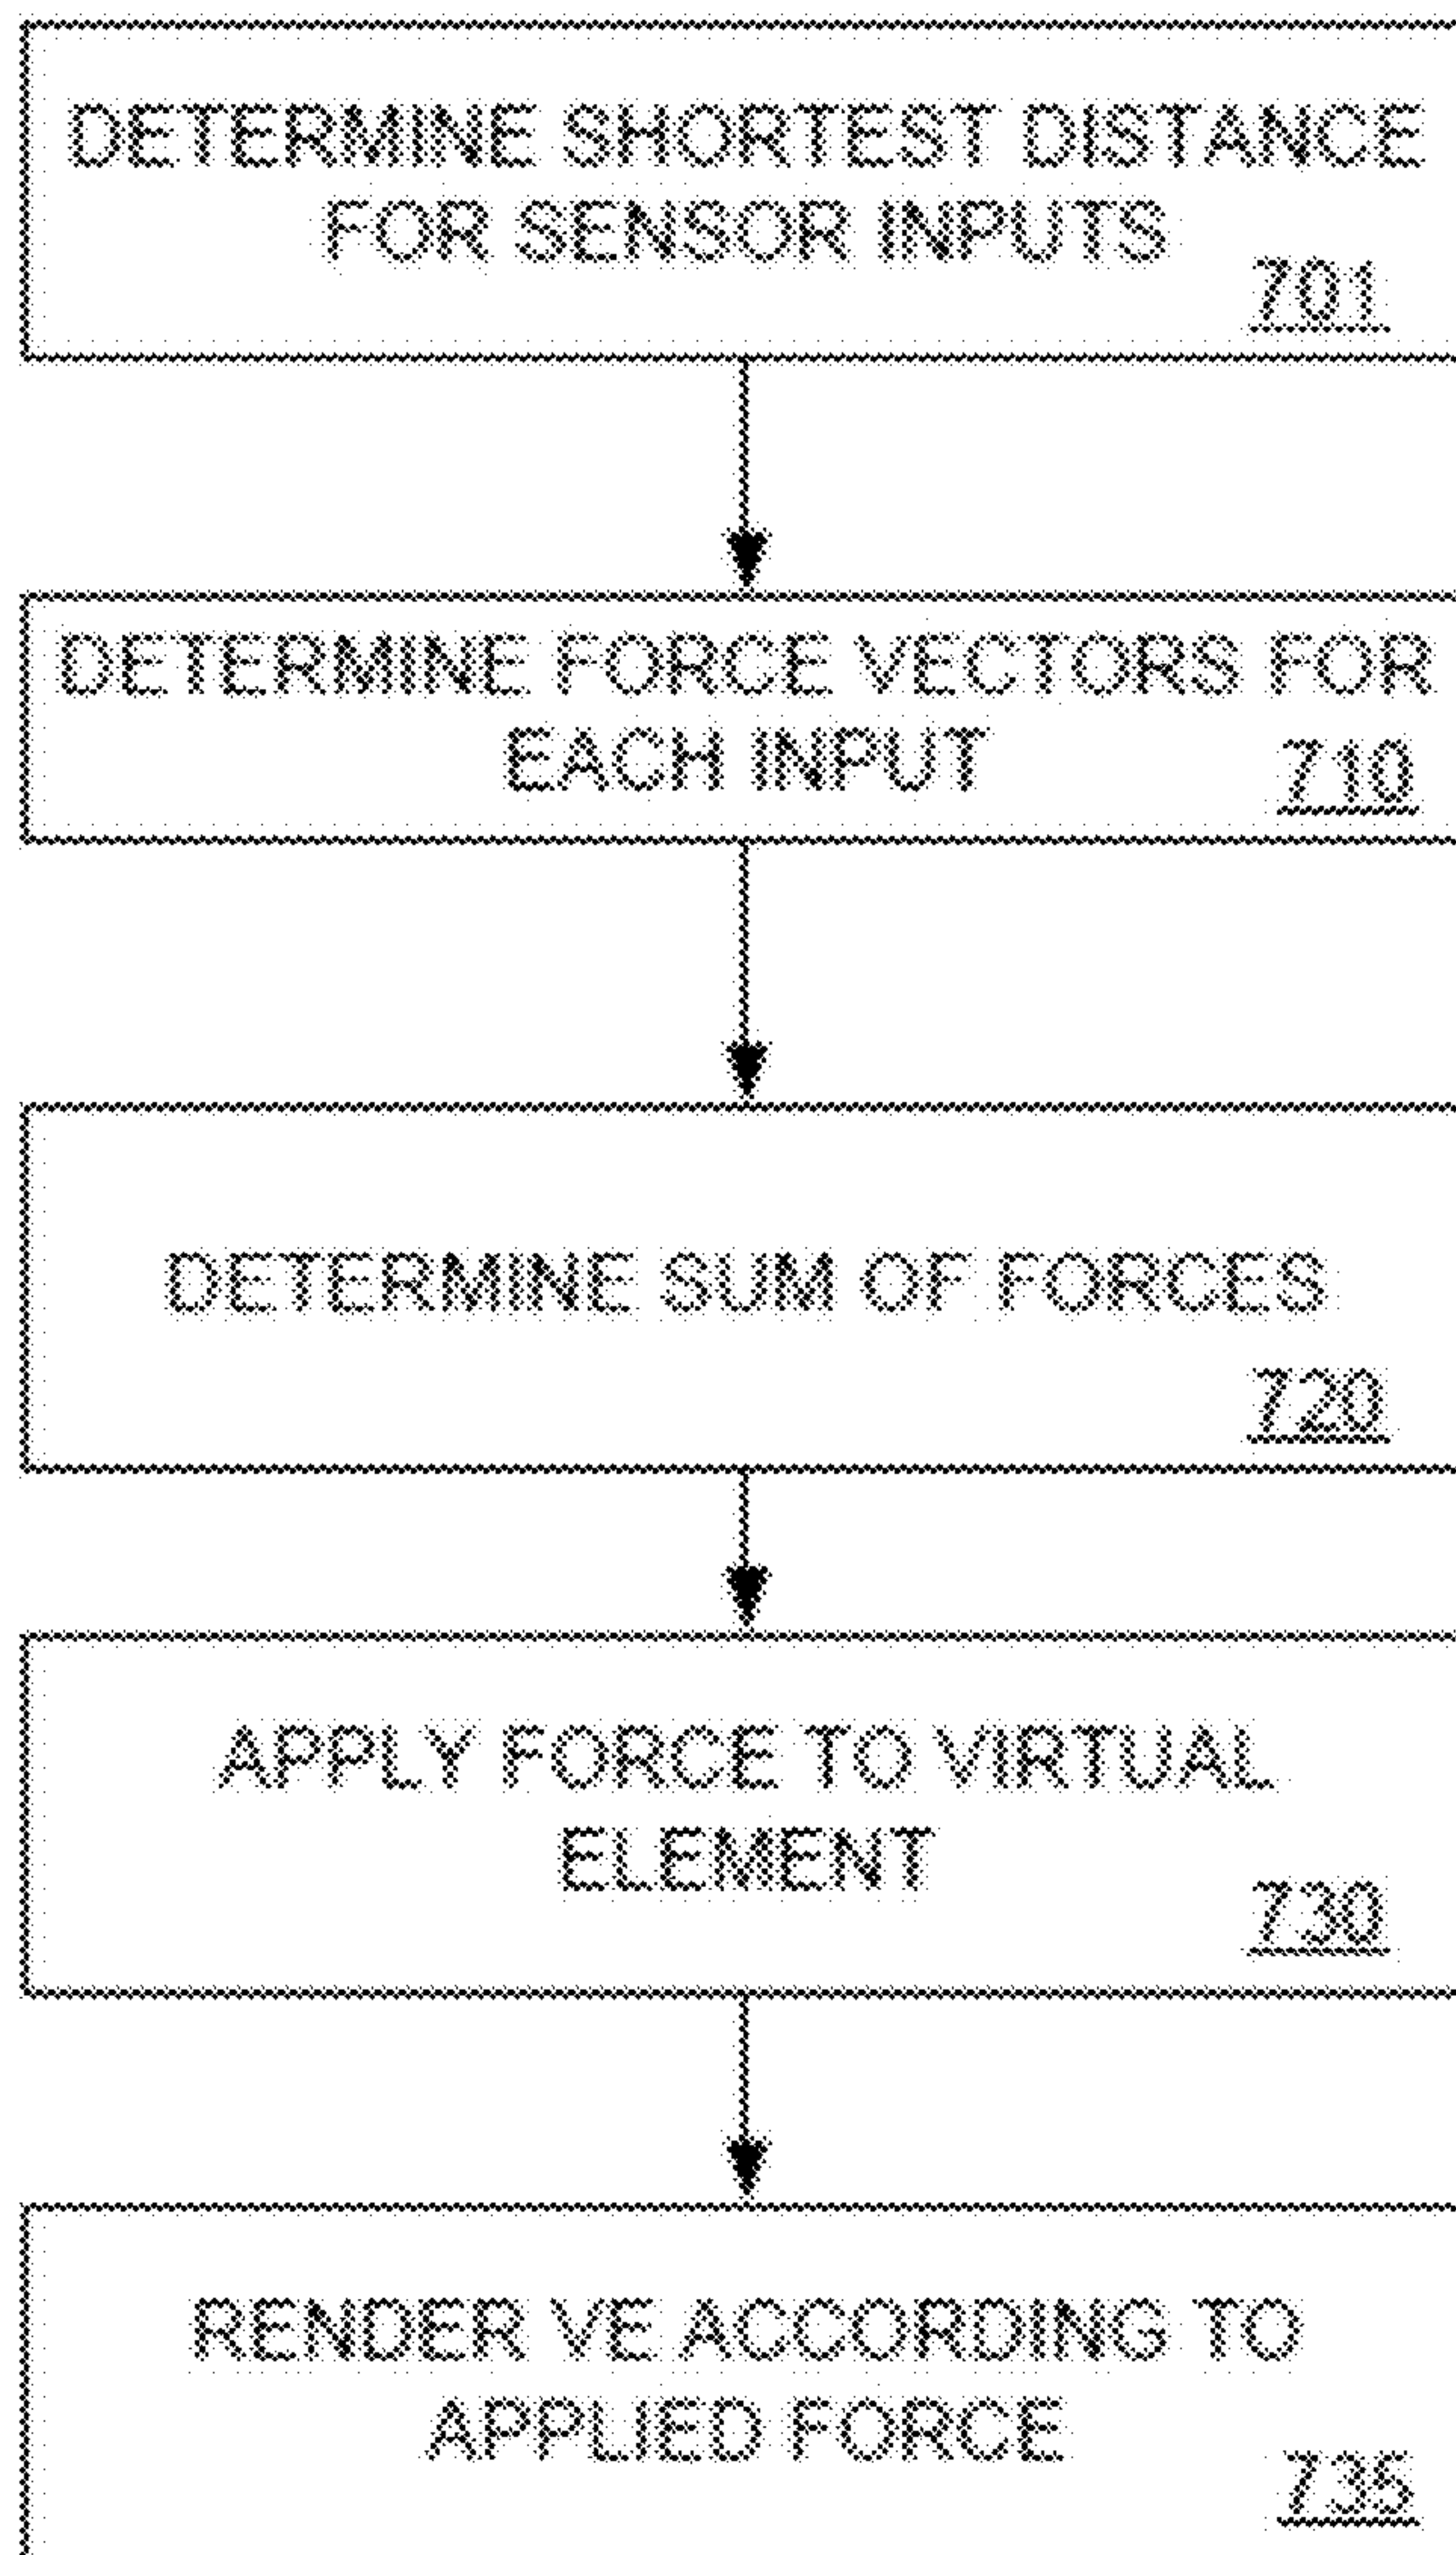 DETERMINE SHORTEST DISTANCE
FOR SENSOR INPUTS
701
DETERMINE FORCE VECTORS FOR
EACH INPUT
710
DETERMINE SUM OF FORCES
720
APPLY FORCE TO VIRTUAL
ELEMENT
730
RENDER VE ACCORDING TO
APPLIED FORCE
735